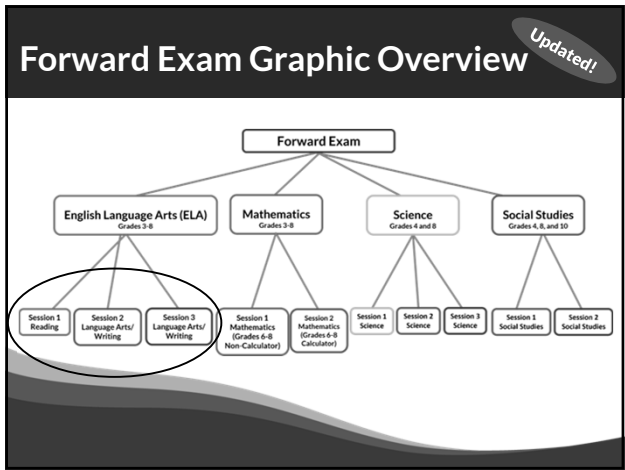 Forward Exam Graphic Overview
Updated!
Forward Exam
English Language Arts (ELA)
Grades 3-8
Mathematics
Grades 3-8
Science
Grades 4 and 8
Social Studies
Grades 4, 8, and 10
Session 1
Reading
Session 2
Language Arts/
Writing
Session 3
Language Arts/
Writing
Session 1
Mathematics
(Grades 6-8
Non-Calculator)
Session 2
Mathematics
(Grades 6-8
Calculator)
Session 1
Science
Session 2
Science
Session 3
Science
Session 1
Social Studies
Session 2
Social Studies